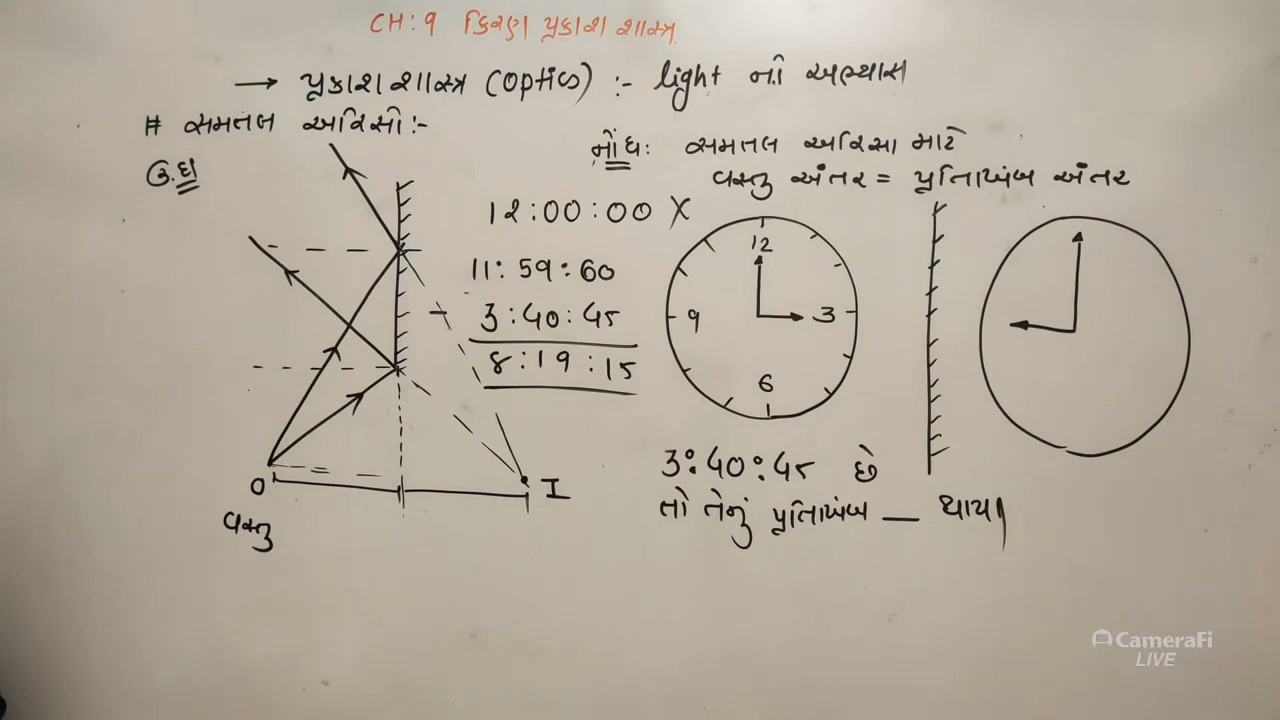 CH: 9 કિરણ પ્રકાશ શાસ્ત્ર
→ પ્રકાશ શાસ્ત્ર (optics) :- light નો અભ્યાસ
# સમતલ અરિસો :-
ઉ.દા
નોંધ: સમતલ અરિસા માટે
વસ્તુ અંતર = પ્રતિબિંબ અંતર
12:00:00 X
11:59:60
3:40:45
8:19:15
12
3
6
9
O
I
વસ્તુ
3:40:45 છે
તો તેનું પ્રતિબિંબ __ થાય।
CameraFi
LIVE